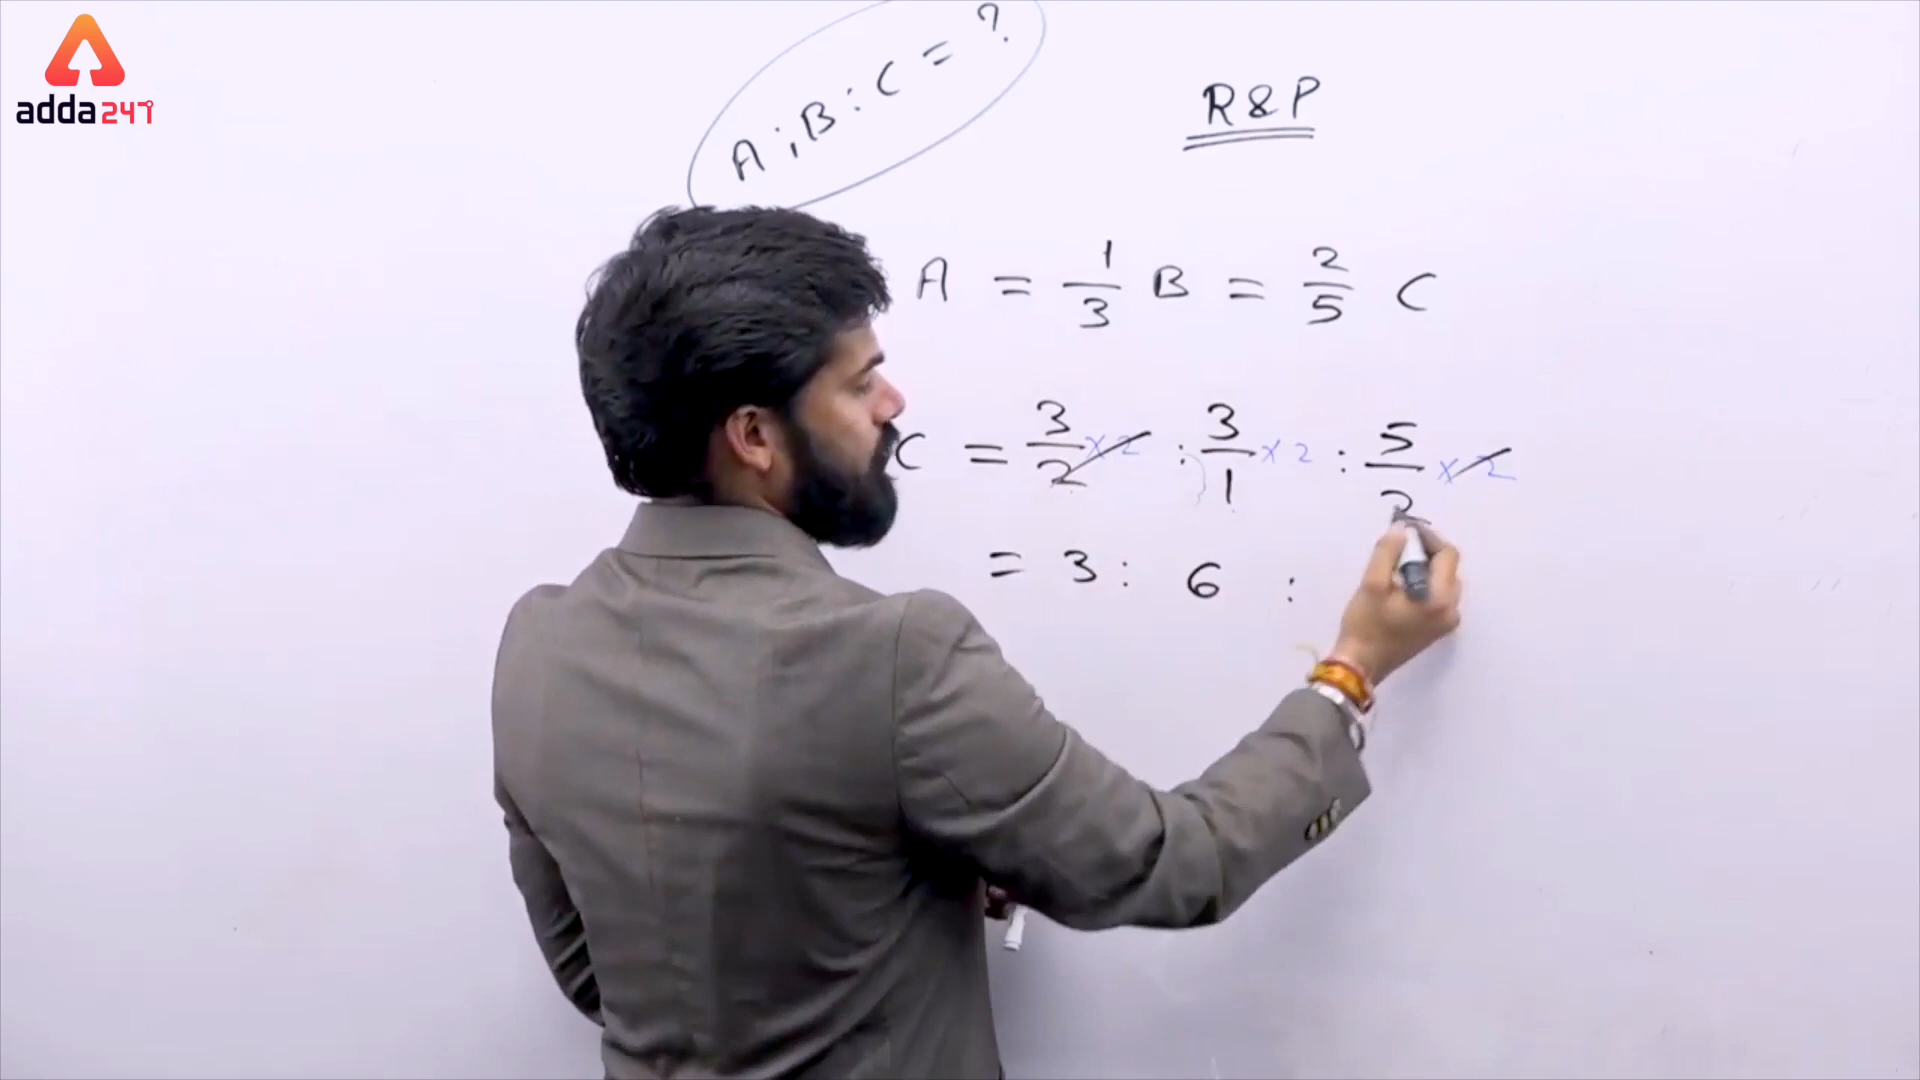 adda247
A : B : C = ?
R & P
A = 1/3 B = 2/5 C
C = 3/2 × 2 : 3/1 × 2 : 5/2 × 2
= 3 : 6 :